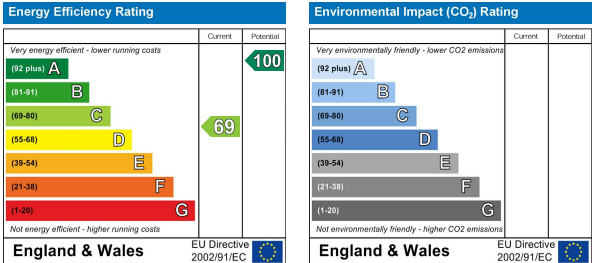 Energy Efficiency Rating
Current
Potential
Very energy efficient - lower running costs
(92 plus) A
(81-91) B
(69-80) C
(55-68) D
(39-54) E
(21-38) F
(1-20) G
69
100
Not energy efficient - higher running costs
England & Wales
EU Directive
2002/91/EC
Environmental Impact (CO₂) Rating
Current
Potential
Very environmentally friendly - lower CO2 emissions
(92 plus) A
(81-91) B
(69-80) C
(55-68) D
(39-54) E
(21-38) F
(1-20) G
Not environmentally friendly - higher CO2 emissions
England & Wales
EU Directive
2002/91/EC